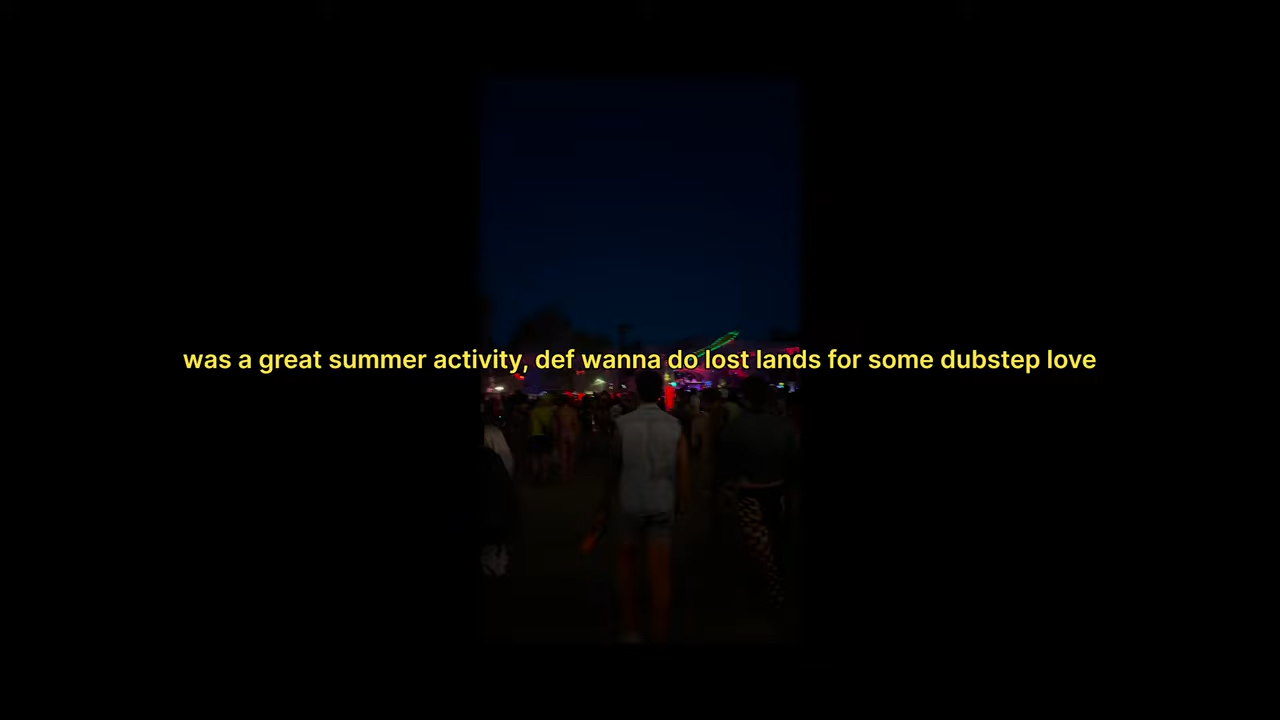 was a great summer activity, def wanna do lost lands for some dubstep love